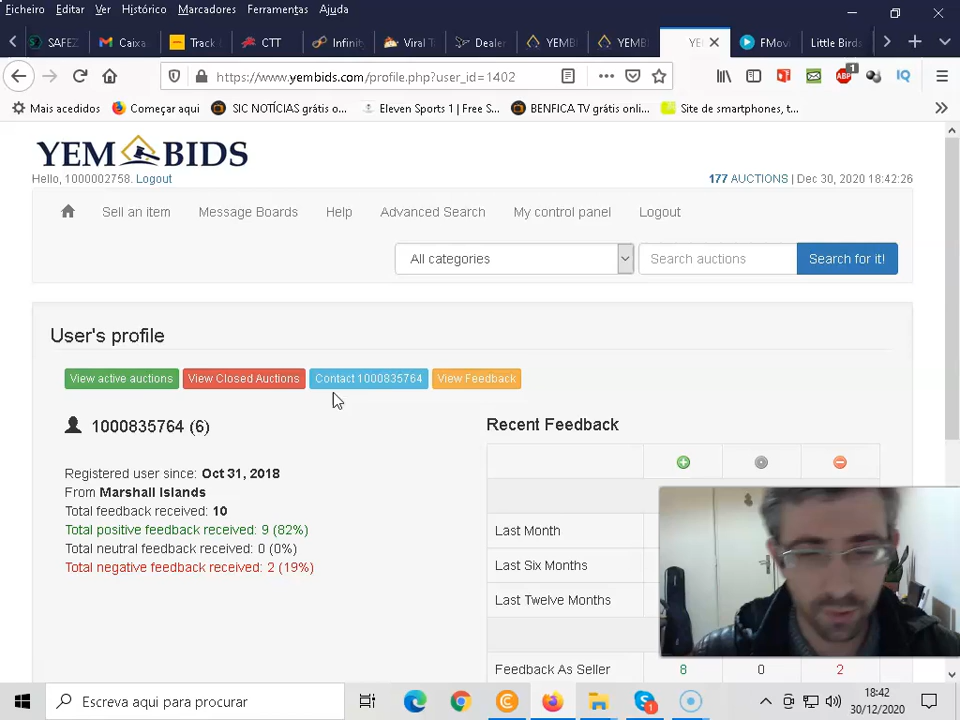 Ficheiro Editar Ver Histórico Marcadores Ferramentas Ajuda
SAFEZ Caixa Track CTT Infinit Viral T Dealer YEMB YEMB YE FMovi Little Birds
https://www.yembids.com/profile.php?user_id=1402 ABP 1 IQ
Mais acedidos Começar aqui SIC NOTÍCIAS grátis o... Eleven Sports 1 | Free S... BENFICA TV grátis onli... Site de smartphones, t...
YEM BIDS
Hello, 1000002758. Logout 177 AUCTIONS | Dec 30, 2020 18:42:26
Sell an item Message Boards Help Advanced Search My control panel Logout
All categories Search auctions Search for it!
User's profile
View active auctions View Closed Auctions Contact 1000835764 View Feedback
1000835764 (6) Recent Feedback
Registered user since: Oct 31, 2018
From Marshall Islands
Total feedback received: 10
Total positive feedback received: 9 (82%)
Total neutral feedback received: 0 (0%)
Total negative feedback received: 2 (19%)
Last Month
Last Six Months
Last Twelve Months
Feedback As Seller 8 0 2
Escreve aqui para procurar 1 18:42
30/12/2020